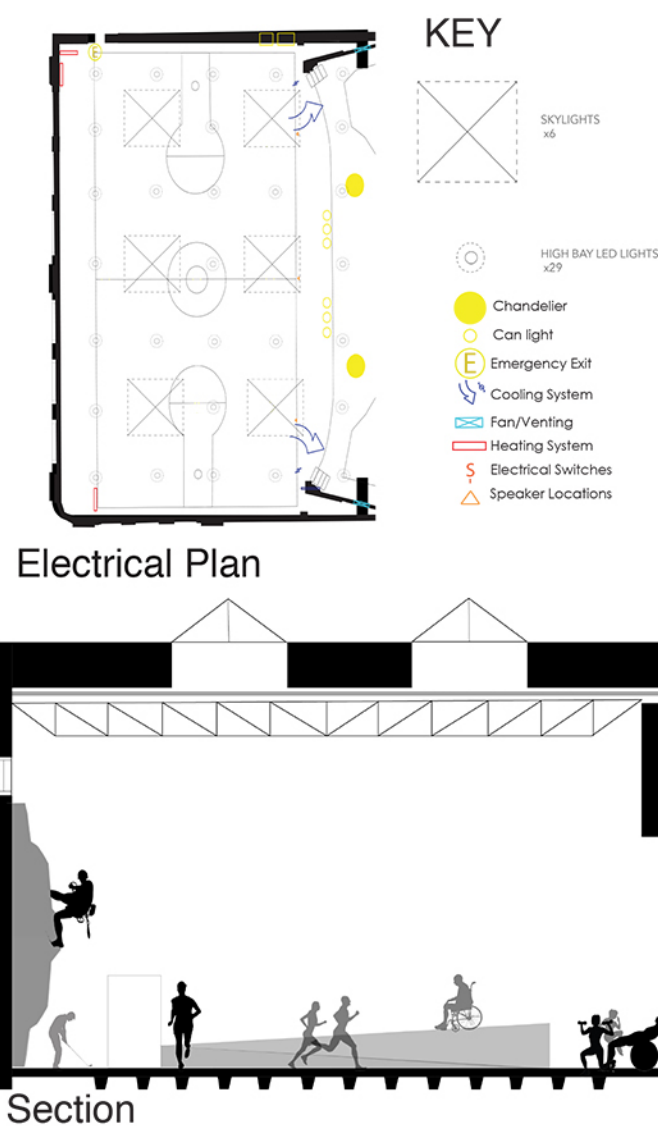 KEY
E
SKYLIGHTS
x6
HIGH BAY LED LIGHTS
x29
Chandelier
Can light
E Emergency Exit
Cooling System
Fan/Venting
Heating System
S Electrical Switches
Speaker Locations
Electrical Plan
Section